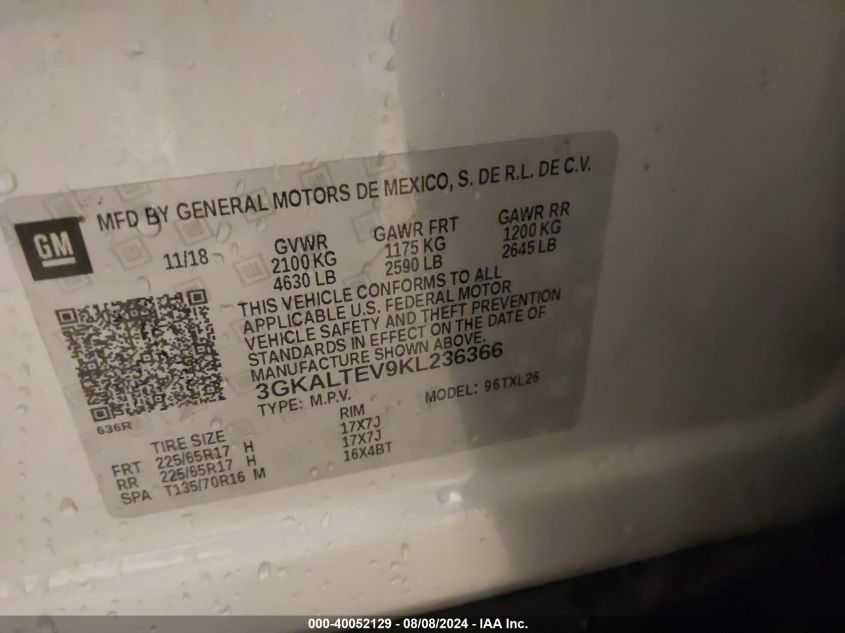 GM
MFD BY GENERAL MOTORS DE MEXICO, S. DE R.L. DE C.V.
11/18 GVWR GAWR FRT GAWR RR
2100 KG 1175 KG 1200 KG
4630 LB 2590 LB 2645 LB
THIS VEHICLE CONFORMS TO ALL
APPLICABLE U.S. FEDERAL MOTOR
VEHICLE SAFETY AND THEFT PREVENTION
STANDARDS IN EFFECT ON THE DATE OF
MANUFACTURE SHOWN ABOVE.
3GKALTEV9KL236366
TYPE: M.P.V. MODEL: 96TXL26
636R
TIRE SIZE RIM
FRT 225/65R17 H 17X7J
RR 225/65R17 H 17X7J
SPA T135/70R16 M 16X4BT
000-40052129 - 08/08/2024 - IAA Inc.